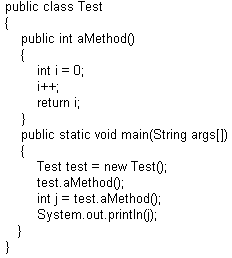 public class Test
{
public int aMethod()
{
int i = 0;
i++;
return i;
}
public static void main(String args[])
{
Test test = new Test();
test.aMethod();
int j = test.aMethod();
System.out.println(j);
}
}